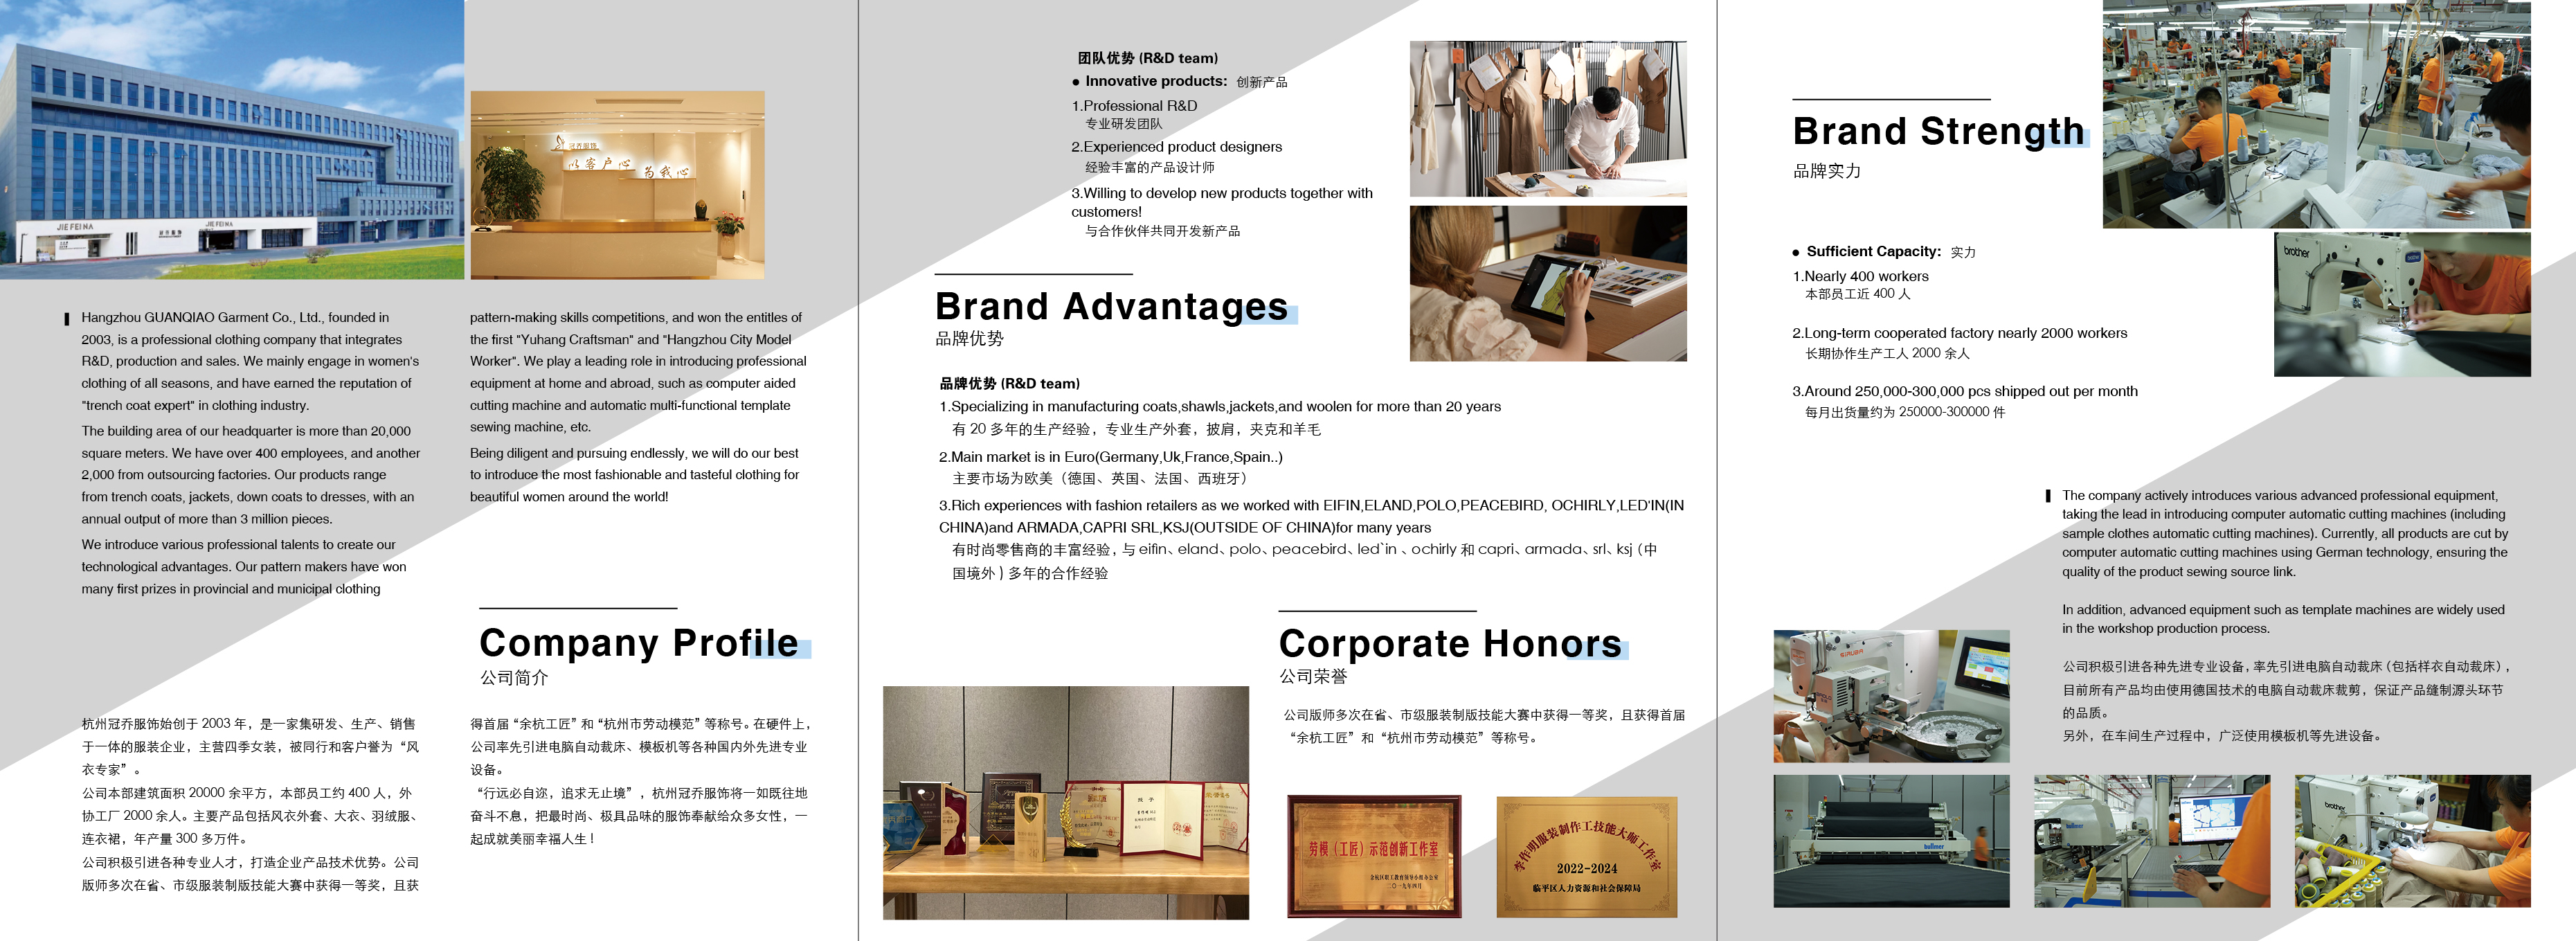 JIEFEINA
冠乔服饰
JIEFEINA
冠乔服饰
以客户心
为我心
Hangzhou GUANQIAO Garment Co., Ltd., founded in
2003, is a professional clothing company that integrates
R&D, production and sales. We mainly engage in women's
clothing of all seasons, and have earned the reputation of
"trench coat expert" in clothing industry.
The building area of our headquarter is more than 20,000
square meters. We have over 400 employees, and another
2,000 from outsourcing factories. Our products range
from trench coats, jackets, down coats to dresses, with an
annual output of more than 3 million pieces.
We introduce various professional talents to create our
technological advantages. Our pattern makers have won
many first prizes in provincial and municipal clothing
pattern-making skills competitions, and won the entitles of
the first "Yuhang Craftsman" and "Hangzhou City Model
Worker". We play a leading role in introducing professional
equipment at home and abroad, such as computer aided
cutting machine and automatic multi-functional template
sewing machine, etc.
Being diligent and pursuing endlessly, we will do our best
to introduce the most fashionable and tasteful clothing for
beautiful women around the world!
Company Profile
公司简介
杭州冠乔服饰始创于 2003 年，是一家集研发、生产、销售
于一体的服装企业，主营四季女装，被同行和客户誉为“风
衣专家”。
公司本部建筑面积 20000 余平方，本部员工约 400 人，外
协工厂 2000 余人。主要产品包括风衣外套、大衣、羽绒服、
连衣裙，年产量 300 多万件。
公司积极引进各种专业人才，打造企业产品技术优势。公司
版师多次在省、市级服装制版技能大赛中获得一等奖，且获
得首届“余杭工匠”和“杭州市劳动模范”等称号。在硬件上，
公司率先引进电脑自动裁床、模板机等各种国内外先进专业
设备。
“行远必自迩，追求无止境”，杭州冠乔服饰将一如既往地
奋斗不息，把最时尚、极具品味的服饰奉献给众多女性，一
起成就美丽幸福人生！
团队优势 (R&D team)
● Innovative products: 创新产品
1.Professional R&D
专业研发团队
2.Experienced product designers
经验丰富的产品设计师
3.Willing to develop new products together with
customers!
与合作伙伴共同开发新产品
Brand Advantages
品牌优势
品牌优势 (R&D team)
1.Specializing in manufacturing coats,shawls,jackets,and woolen for more than 20 years
有 20 多年的生产经验，专业生产外套，披肩，夹克和羊毛
2.Main market is in Euro(Germany,Uk,France,Spain..)
主要市场为欧美（德国、英国、法国、西班牙）
3.Rich experiences with fashion retailers as we worked with EIFIN,ELAND,POLO,PEACEBIRD, OCHIRLY,LED'IN(IN
CHINA)and ARMADA,CAPRI SRL,KSJ(OUTSIDE OF CHINA)for many years
有时尚零售商的丰富经验，与 eifin、eland、polo、peacebird、led`in 、ochirly 和 capri、armada、srl、ksj（中
国境外 ) 多年的合作经验
Corporate Honors
公司荣誉
公司版师多次在省、市级服装制版技能大赛中获得一等奖，且获得首届
“余杭工匠”和“杭州市劳动模范”等称号。
劳模（工匠）示范创新工作室
余杭区职工教育领导小组办公室
二〇一九年四月
李作明服装制作工技能大师工作室
2022-2024
临平区人力资源和社会保障局
Brand Strength
品牌实力
● Sufficient Capacity: 实力
1.Nearly 400 workers
本部员工近 400 人
2.Long-term cooperated factory nearly 2000 workers
长期协作生产工人 2000 余人
3.Around 250,000-300,000 pcs shipped out per month
每月出货量约为 250000-300000 件
brother
The company actively introduces various advanced professional equipment,
taking the lead in introducing computer automatic cutting machines (including
sample clothes automatic cutting machines). Currently, all products are cut by
computer automatic cutting machines using German technology, ensuring the
quality of the product sewing source link.
In addition, advanced equipment such as template machines are widely used
in the workshop production process.
公司积极引进各种先进专业设备，率先引进电脑自动裁床（包括样衣自动裁床），
目前所有产品均由使用德国技术的电脑自动裁床裁剪，保证产品缝制源头环节
的品质。
另外，在车间生产过程中，广泛使用模板机等先进设备。
SIRUBA
bullmer
bullmer
brother